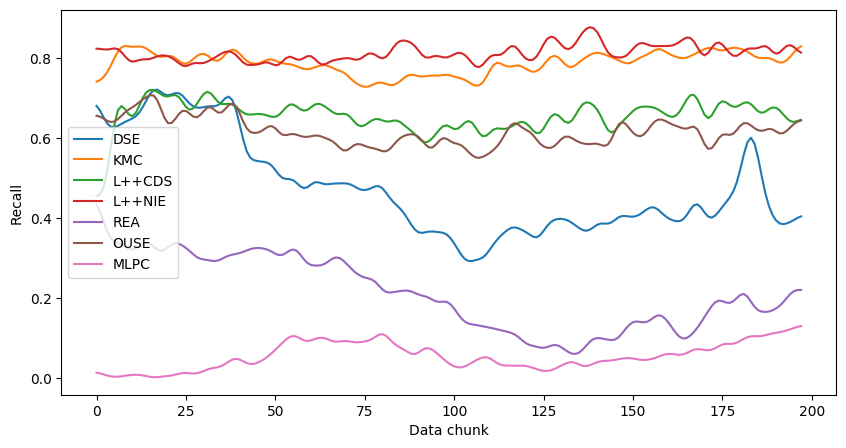 0.8
0.6
0.4
0.2
0.0
Recall
DSE
KMC
L++CDS
L++NIE
REA
OUSE
MLPC
0 25 50 75 100 125 150 175 200
Data chunk